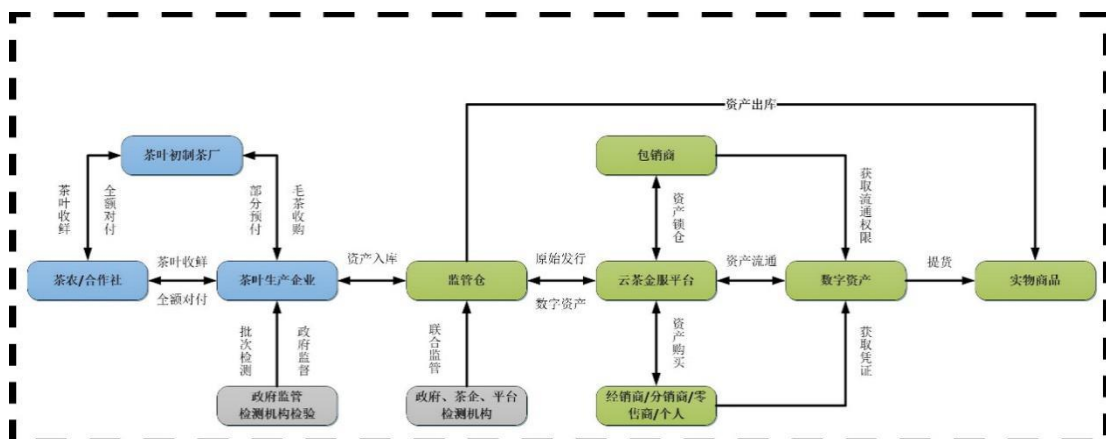 资产出库
茶叶初制茶厂
包销商
茶叶收鲜
全额对付
部分预付
毛茶收购
资产锁仓
获取流通权限
茶农/合作社
茶叶收鲜
全额对付
茶叶生产企业
资产入库
监管仓
原始发行
数字资产
云茶金服平台
资产流通
数字资产
提货
实物商品
批次检测
政府监督
联合监管
资产购买
获取凭证
政府监管
检测机构检验
政府、茶企、平台
检测机构
经销商/分销商/零
售商/个人